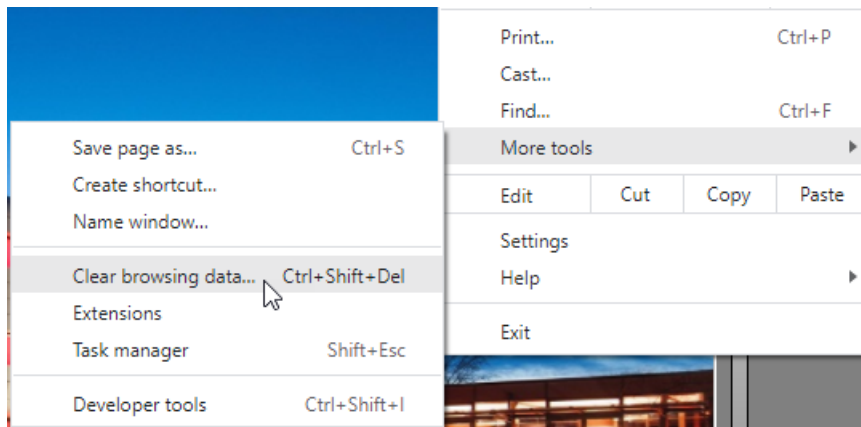 Print... Ctrl+P
Cast...
Find... Ctrl+F
More tools
Edit Cut Copy Paste
Settings
Help
Exit
Save page as... Ctrl+S
Create shortcut...
Name window...
Clear browsing data... Ctrl+Shift+Del
Extensions
Task manager Shift+Esc
Developer tools Ctrl+Shift+I